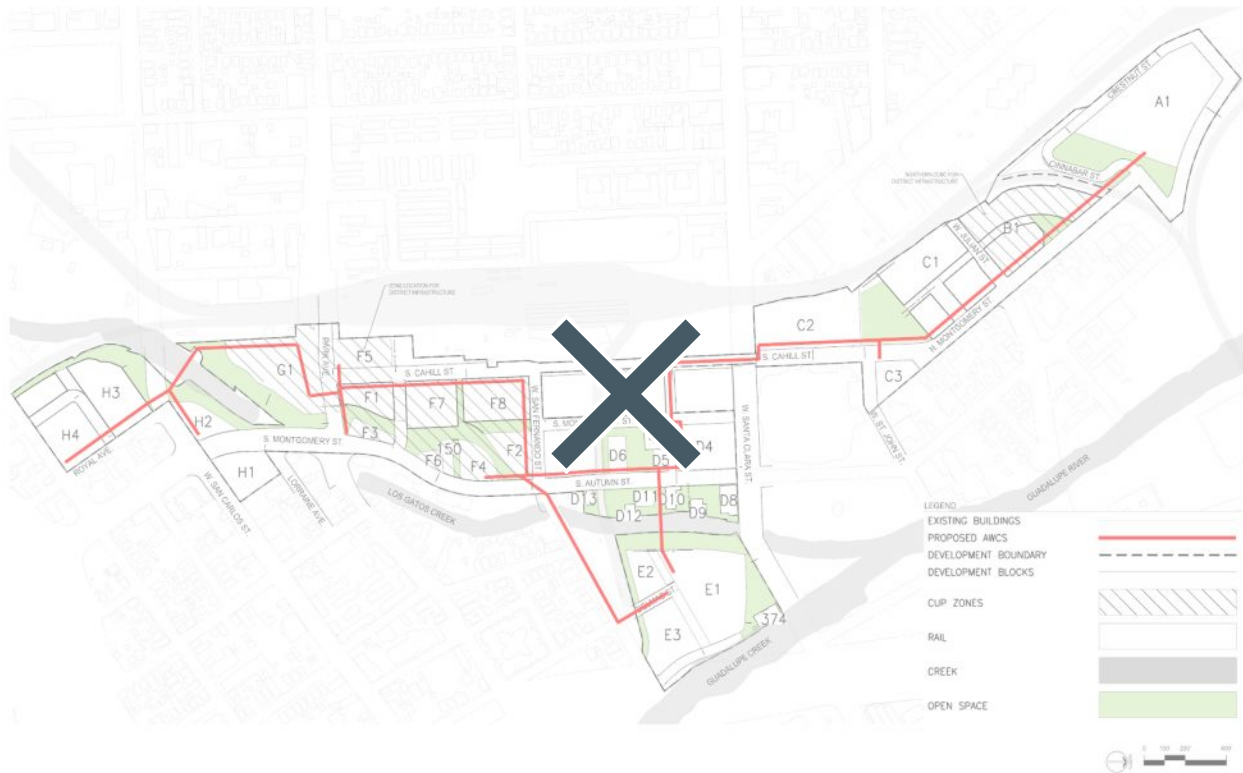 CHESTNUT ST.
A1
CINNABAR ST.
NORTHERN ZONE FOR
DISTRICT INFRASTRUCTURE
B1
W. JULIAN ST.
C1
N. MONTGOMERY ST.
C2
S. CAHILL ST.
C3
W. ST. JOHN ST.
ZONE LOCATION FOR
DISTRICT INFRASTRUCTURE
PARK AVE.
F5
G1
S. CAHILL ST.
F1
F7
F8
W. SAN FERNANDO ST.
F3
150
F6
F4
F2
H3
H4
ROYAL AVE.
H2
S. MONTGOMERY ST.
H1
W. SAN CARLOS ST.
LORRAINE AVE.
LOS GATOS CREEK
D4
D6
D5
W. SANTA CLARA ST.
S. AUTUMN ST.
D13
D11
D10
D8
D12
D9
E2
E1
E3
374
GUADALUPE CREEK
GUADALUPE RIVER
LEGEND
EXISTING BUILDINGS
PROPOSED AWCS
DEVELOPMENT BOUNDARY
DEVELOPMENT BLOCKS
CUP ZONES
RAIL
CREEK
OPEN SPACE
0 100' 200' 400'